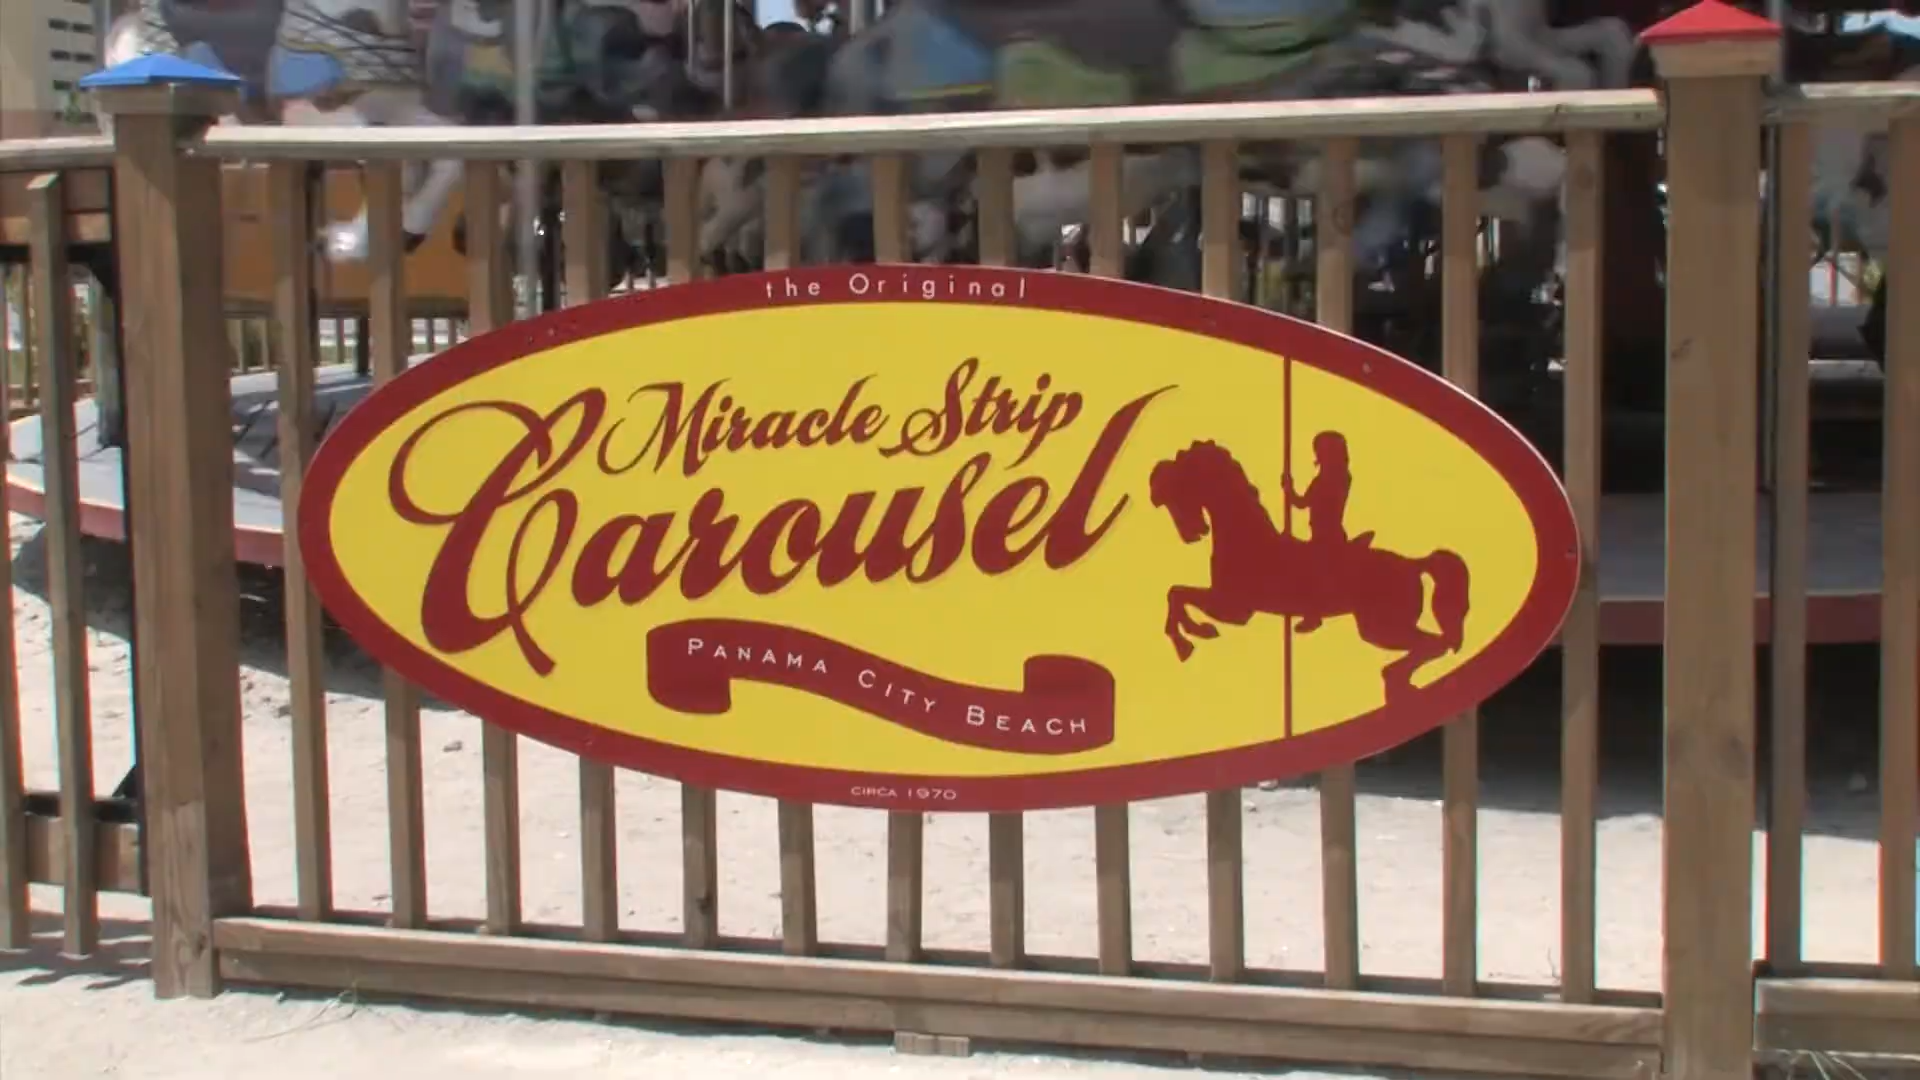 the Original
Miracle Strip
Carousel
PANAMA CITY BEACH
CIRCA 1970